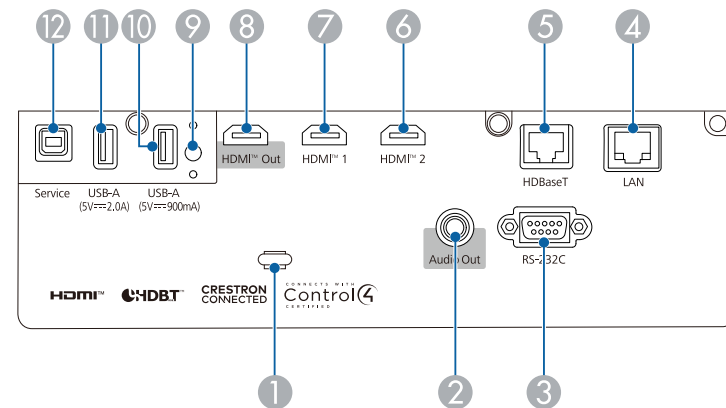 12 11 10 9 8 7 6 5 4
HDMI™ Out HDMI™ 1 HDMI™ 2
HDBaseT LAN
Service USB-A USB-A
(5V⎓2.0A) (5V⎓900mA)
Audio Out RS-232C
HDMI™ HDBT™ CRESTRON CONNECTS WITH
CONNECTED Control4
CERTIFIED
1 2 3